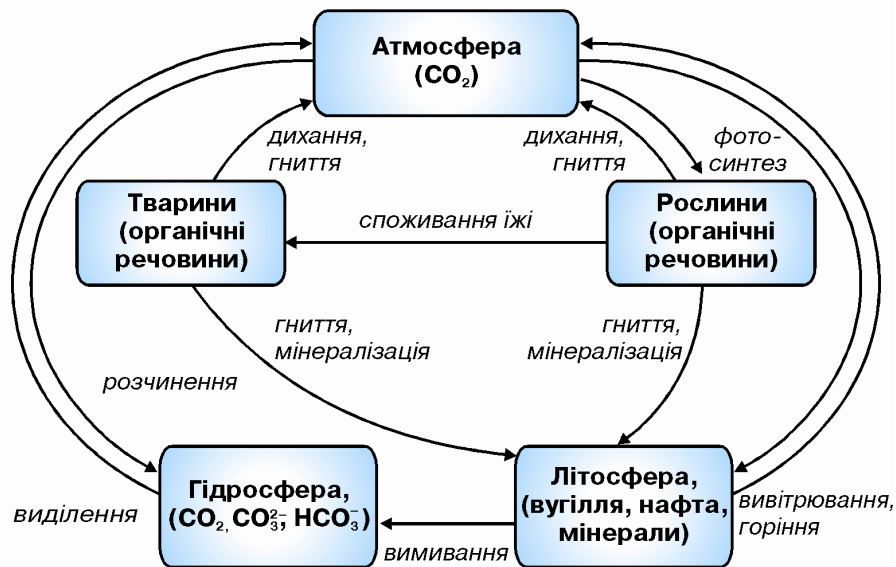 Атмосфера
(CO₂)
дихання,
гниття
дихання,
гниття
фото-
синтез
Тварини
(органічні
речовини)
споживання їжі
Рослини
(органічні
речовини)
гниття,
мінералізація
гниття,
мінералізація
розчинення
Гідросфера,
(CO₂, CO₃²⁻, HCO₃⁻)
Літосфера,
(вугілля, нафта,
мінерали)
виділення
вимивання
вивітрювання,
горіння